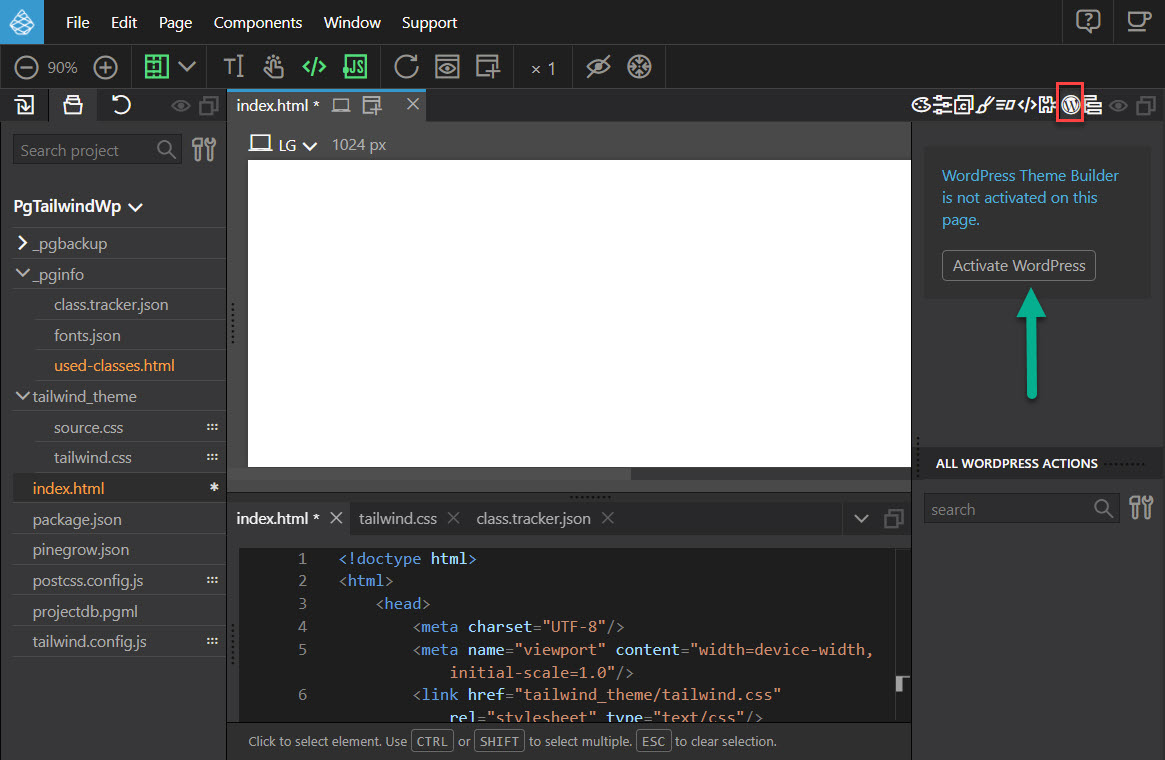 File Edit Page Components Window Support
90% JS × 1
index.html *
LG 1024 px
Search project
PgTailwindWp
_pgbackup
_pginfo
class.tracker.json
fonts.json
used-classes.html
tailwind_theme
source.css
tailwind.css
index.html *
package.json
pinegrow.json
postcss.config.js
projectdb.pgml
tailwind.config.js
WordPress Theme Builder
is not activated on this
page.
Activate WordPress
ALL WORDPRESS ACTIONS
search
index.html * tailwind.css class.tracker.json
1 <!doctype html>
2 <html>
3 <head>
4 <meta charset="UTF-8"/>
5 <meta name="viewport" content="width=device-width,
initial-scale=1.0"/>
6 <link href="tailwind_theme/tailwind.css"
rel="stylesheet" type="text/css"/>
Click to select element. Use CTRL or SHIFT to select multiple. ESC to clear selection.